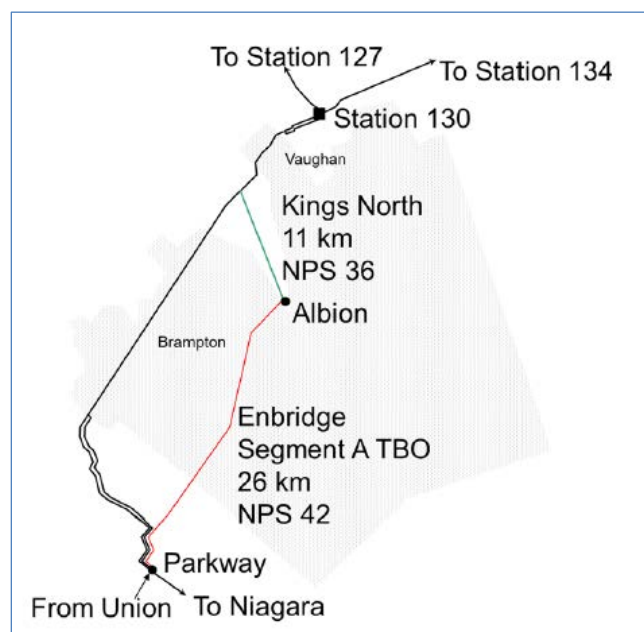 To Station 127
To Station 134
Station 130
Vaughan
Kings North
11 km
NPS 36
Albion
Brampton
Enbridge
Segment A TBO
26 km
NPS 42
Parkway
From Union
To Niagara